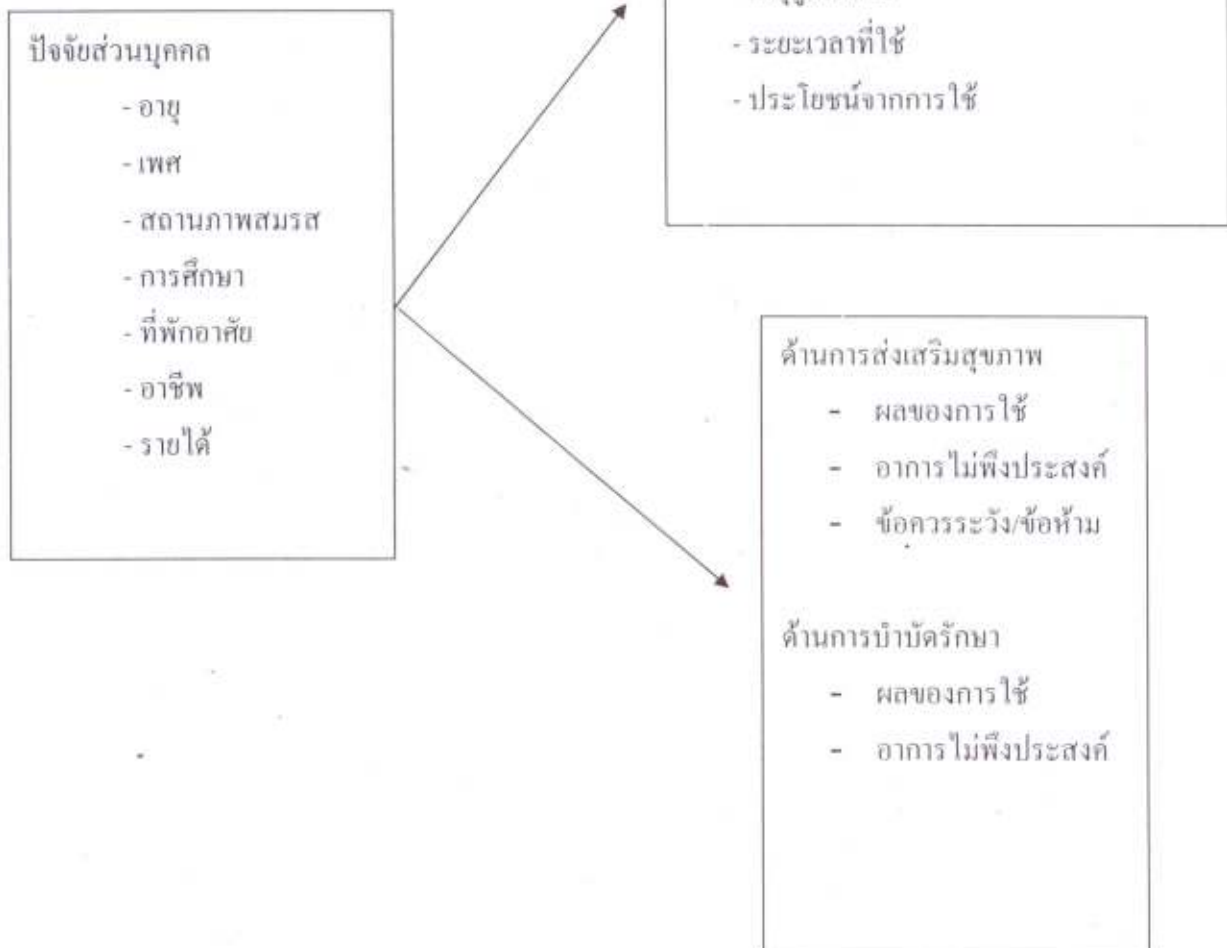 ปัจจัยส่วนบุคคล
- อายุ
- เพศ
- สถานภาพสมรส
- การศึกษา
- ที่พักอาศัย
- อาชีพ
- รายได้
- ระยะเวลาที่ใช้
- ประโยชน์จากการใช้
ด้านการส่งเสริมสุขภาพ
- ผลของการใช้
- อาการไม่พึงประสงค์
- ข้อควรระวัง/ข้อห้าม
ด้านการบำบัดรักษา
- ผลของการใช้
- อาการไม่พึงประสงค์